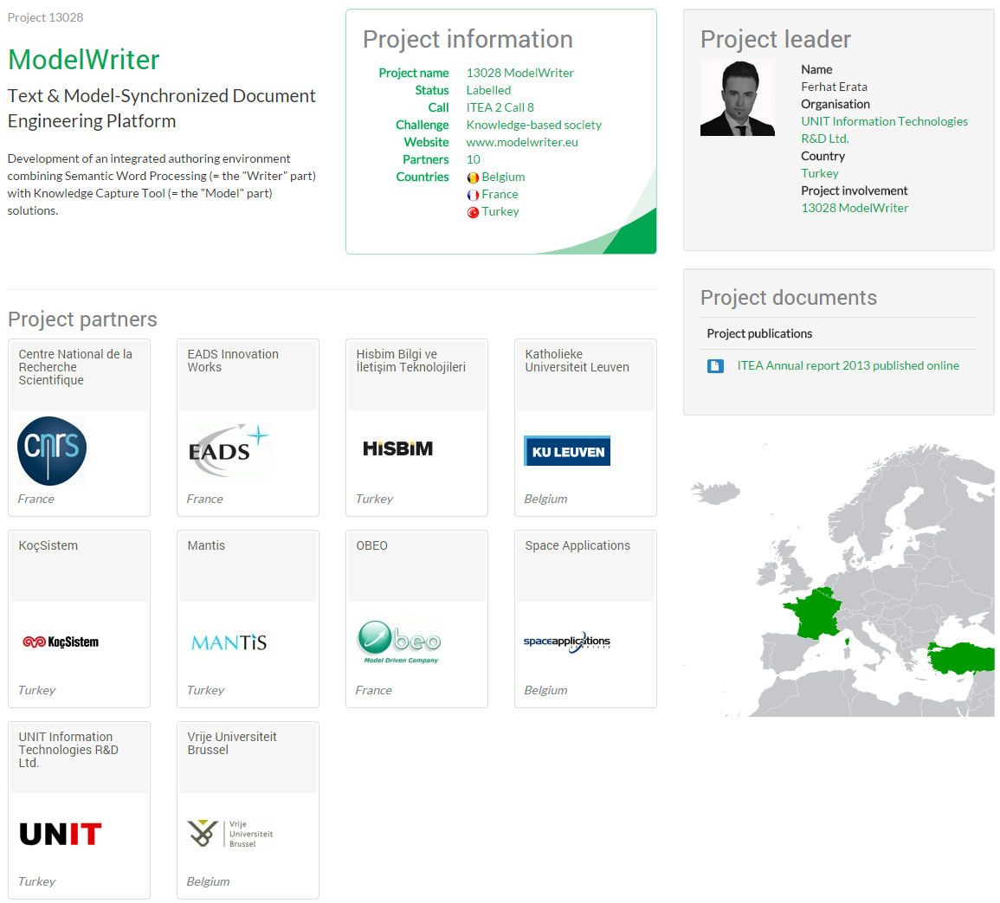 Project 13028
ModelWriter
Text & Model-Synchronized Document
Engineering Platform
Development of an integrated authoring environment
combining Semantic Word Processing (= the "Writer" part)
with Knowledge Capture Tool (= the "Model" part)
solutions.
Project information
Project name 13028 ModelWriter
Status Labelled
Call ITEA 2 Call 8
Challenge Knowledge-based society
Website www.modelwriter.eu
Partners 10
Countries Belgium
France
Turkey
Project leader
Name
Ferhat Erata
Organisation
UNIT Information Technologies
R&D Ltd.
Country
Turkey
Project involvement
13028 ModelWriter
Project documents
Project publications
ITEA Annual report 2013 published online
Project partners
Centre National de la
Recherche
Scientifique
cnrs
France
EADS Innovation
Works
EADS
France
Hisbim Bilgi ve
İletişim Teknolojileri
HiSBiM
Turkey
Katholieke
Universiteit Leuven
KU LEUVEN
Belgium
KoçSistem
KoçSistem
Turkey
Mantis
MANTiS
Turkey
OBEO
Obeo
Model Driven Company
France
Space Applications
spaceapplications
SERVICES
Belgium
UNIT Information
Technologies R&D
Ltd.
UNIT
Turkey
Vrije Universiteit
Brussel
Vrije
Universiteit
Brussel
Belgium